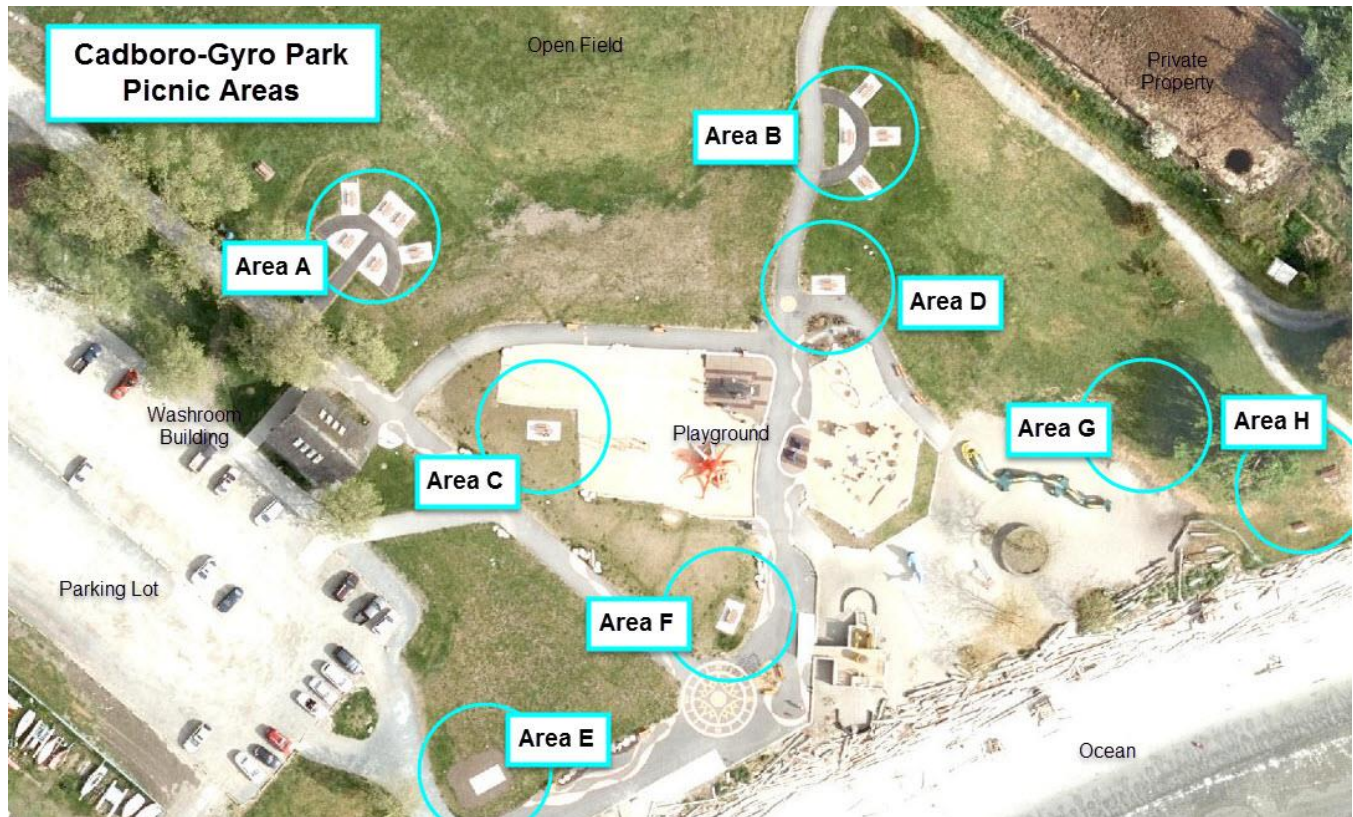 Cadboro-Gyro Park
Picnic Areas
Open Field
Private
Property
Area B
Area A
Area D
Washroom
Building
Playground
Area G
Area H
Area C
Parking Lot
Area F
Area E
Ocean